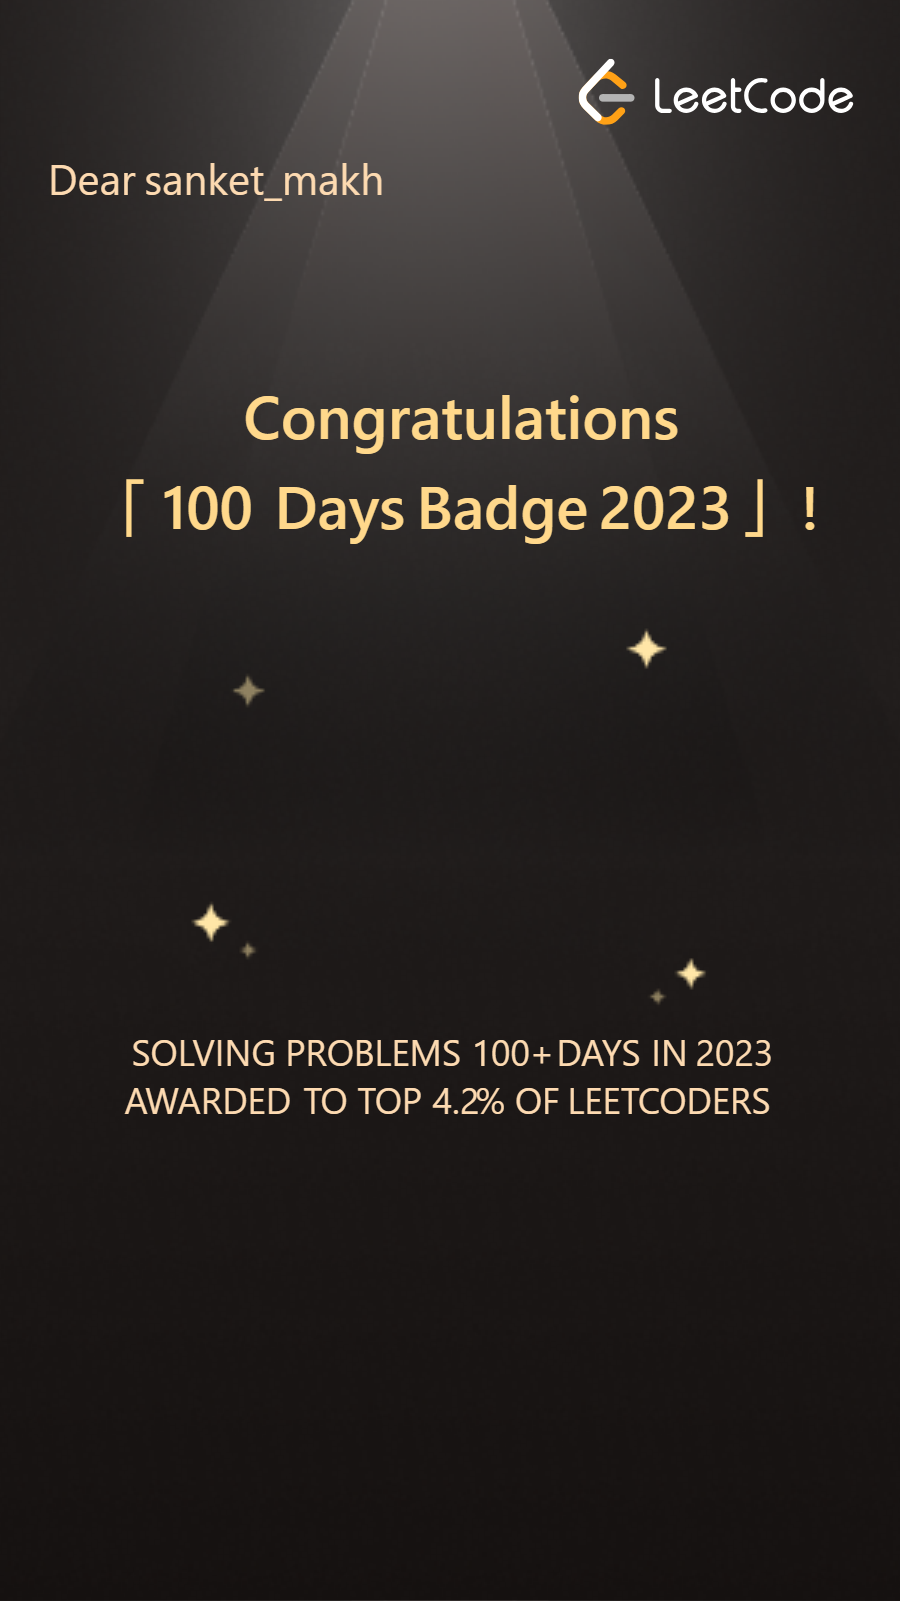 LeetCode
Dear sanket_makh
Congratulations
「 100 Days Badge 2023 」 !
SOLVING PROBLEMS 100+ DAYS IN 2023
AWARDED TO TOP 4.2% OF LEETCODERS